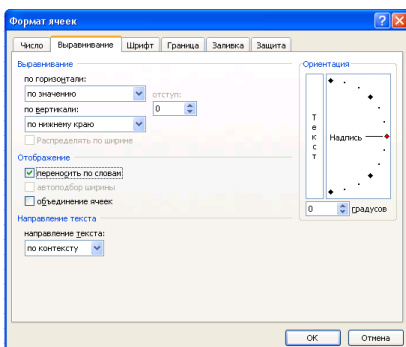 Формат ячеек
Число Выравнивание Шрифт Граница Заливка Защита
Выравнивание
по горизонтали:
по значению
отступ:
по вертикали:
0
по нижнему краю
Распределять по ширине
Отображение
переносить по словам
автоподбор ширины
объединение ячеек
Направление текста
направление текста:
по контексту
Ориентация
Текст
Надпись
0 градусов
ОК Отмена